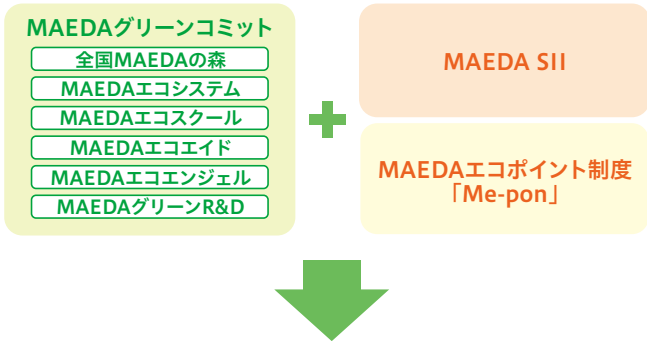 MAEDAグリーンコミット
全国MAEDAの森
MAEDAエコシステム
MAEDAエコスクール
MAEDAエコエイド
MAEDAエコエンジェル
MAEDAグリーンR&D
MAEDA SII
MAEDAエコポイント制度
「Me-pon」